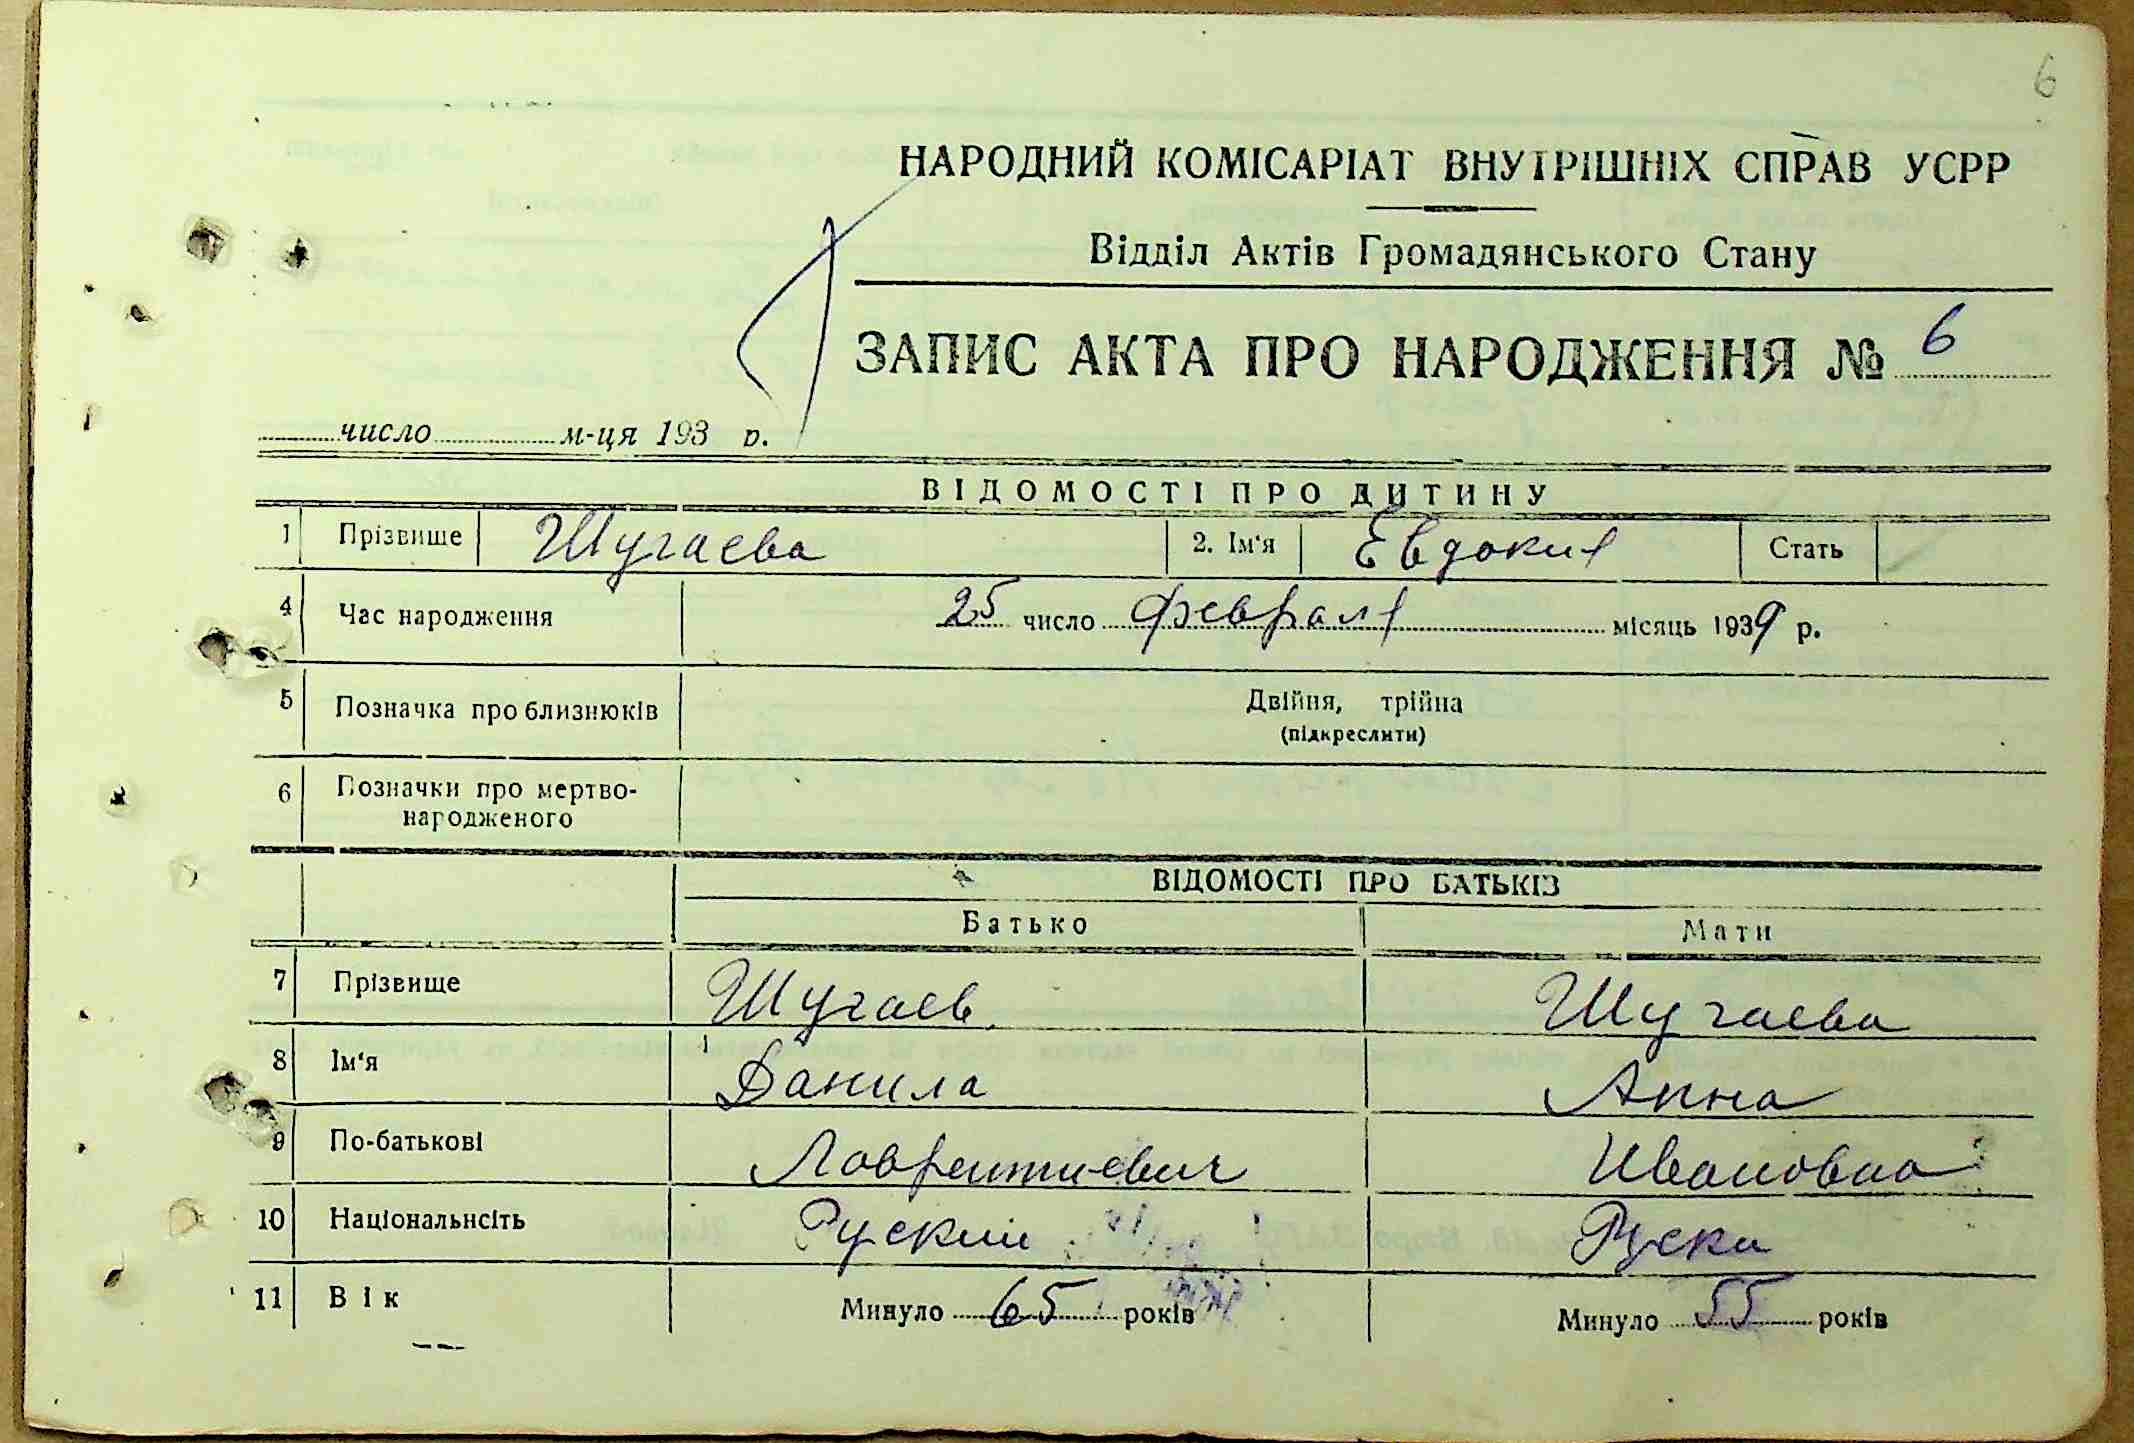 6
НАРОДНИЙ КОМІСАРІАТ ВНУТРІШНІХ СПРАВ УСРР
Відділ Актів Громадянського Стану
ЗАПИС АКТА ПРО НАРОДЖЕННЯ № 6
число м-ця 193 р.
ВІДОМОСТІ ПРО ДИТИНУ
1 Прізвище Шугаева 2. Ім'я Евдокия Стать
4 Час народження 25 число февраля місяць 1939 р.
5 Позначка про близнюків Двійня, трійна
(підкреслити)
6 Позначки про мертво-
народженого
ВІДОМОСТІ ПРО БАТЬКІВ
Батько Мати
7 Прізвище Шугаев Шугаева
8 Ім'я Данила Анна
9 По-батькові Лаврентиевич Ивановна
10 Національнсіть Руский Руска
11 Вік Минуло 65 років Минуло 55 років